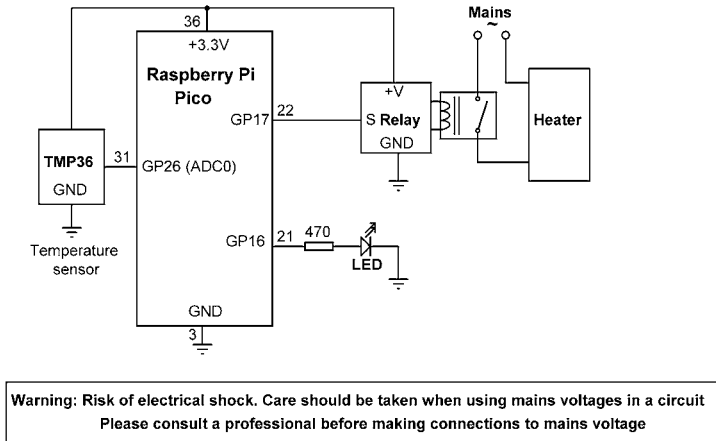 Mains
~
36
+3.3V
Raspberry Pi
Pico
+V
GP17
22
S Relay
GND
Heater
TMP36
31
GP26 (ADC0)
GND
Temperature
sensor
GP16
21
470
LED
GND
3
Warning: Risk of electrical shock. Care should be taken when using mains voltages in a circuit
Please consult a professional before making connections to mains voltage